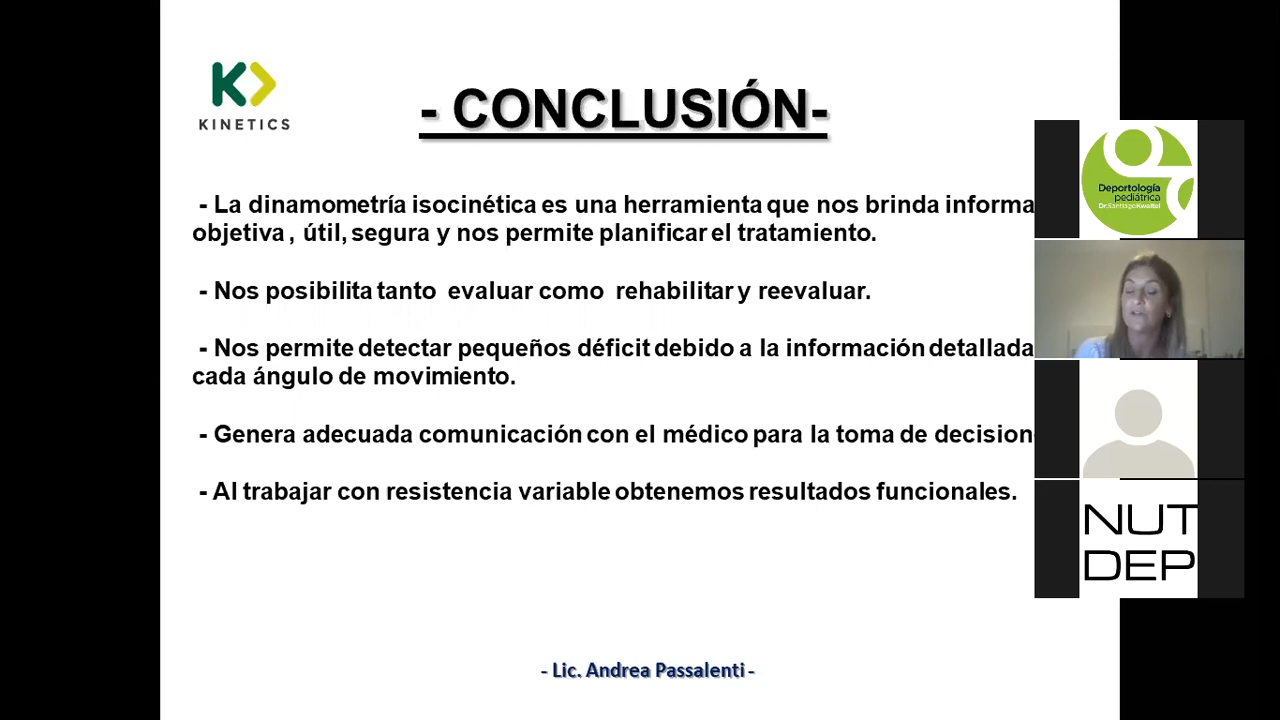 KINETICS
- CONCLUSIÓN-
- La dinamometría isocinética es una herramienta que nos brinda
objetiva , útil, segura y nos permite planificar el tratamiento.
- Nos posibilita tanto evaluar como rehabilitar y reevaluar.
- Nos permite detectar pequeños déficit debido a la información detallada
cada ángulo de movimiento.
- Genera adecuada comunicación con el médico para la toma de
- Al trabajar con resistencia variable obtenemos resultados funcionales.
- Lic. Andrea Passalenti -
Deportología
pediátrica
Dr. Santiago Kweitel
NUT
DEP